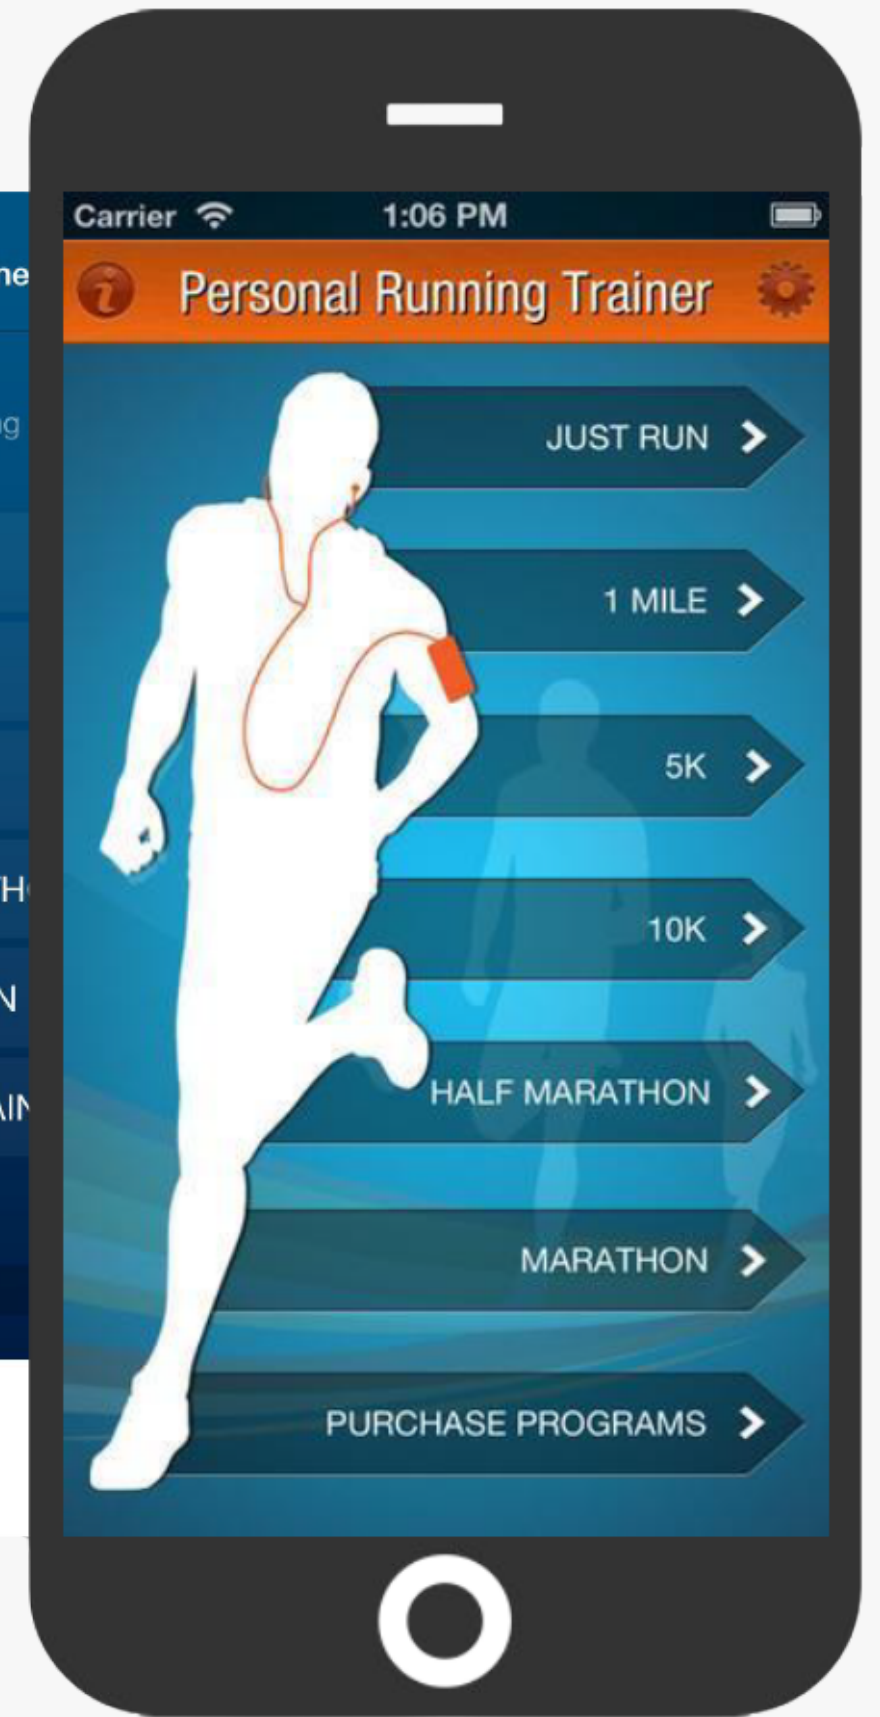 Carrier 1:06 PM
i Personal Running Trainer
JUST RUN
1 MILE
5K
10K
HALF MARATHON
MARATHON
PURCHASE PROGRAMS